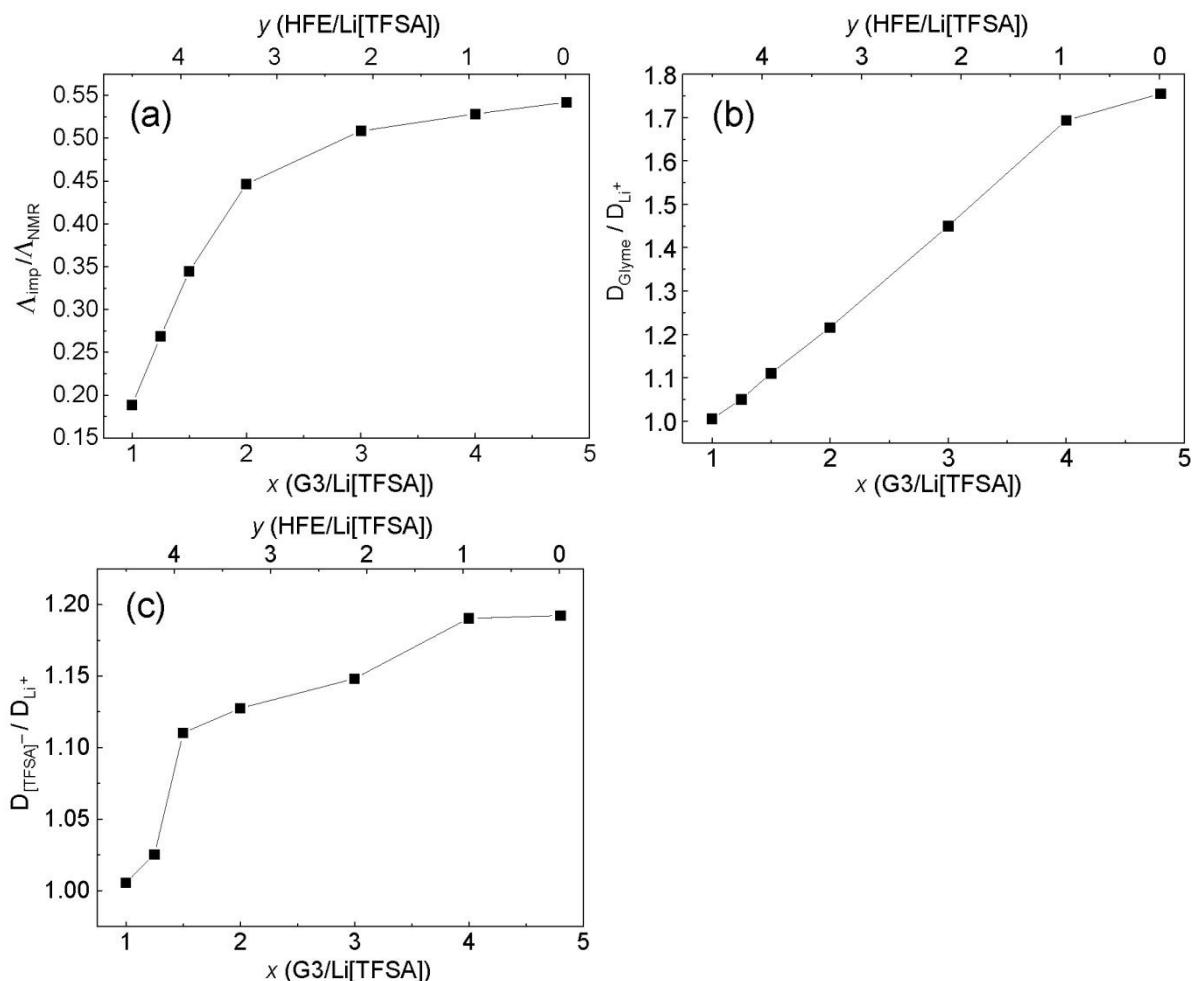 y (HFE/Li[TFSA])
4 3 2 1 0
(a)
0.55
0.50
0.45
0.40
0.35
0.30
0.25
0.20
0.15
Λimp/ΛNMR
1 2 3 4 5
x (G3/Li[TFSA])
y (HFE/Li[TFSA])
4 3 2 1 0
(b)
1.8
1.7
1.6
1.5
1.4
1.3
1.2
1.1
1.0
DGlyme / DLi+
1 2 3 4 5
x (G3/Li[TFSA])
y (HFE/Li[TFSA])
4 3 2 1 0
(c)
1.20
1.15
1.10
1.05
1.00
D[TFSA]− / DLi+
1 2 3 4 5
x (G3/Li[TFSA])